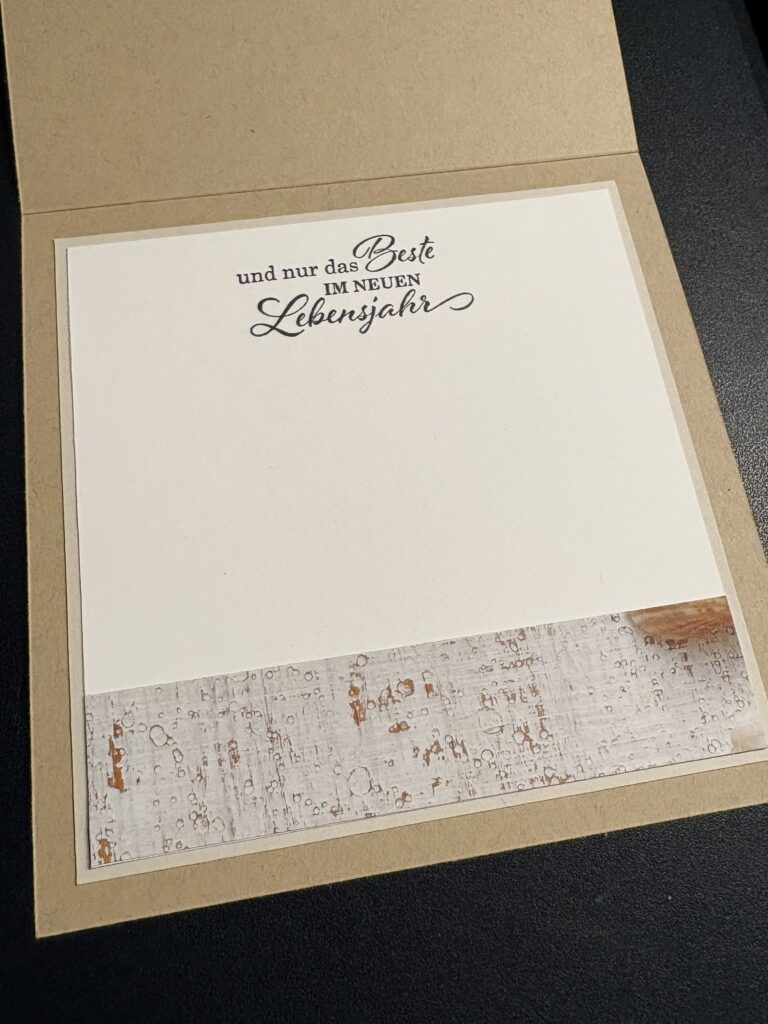 und nur das Beste
IM NEUEN
Lebensjahr